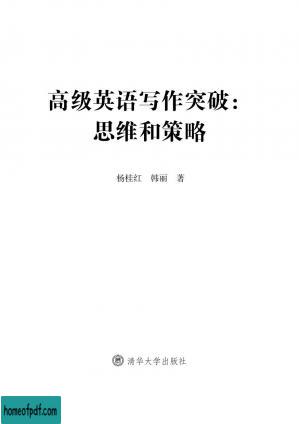 高级英语写作突破：
思维和策略
杨桂红 韩丽 著
清华大学出版社
homeofpdf.com